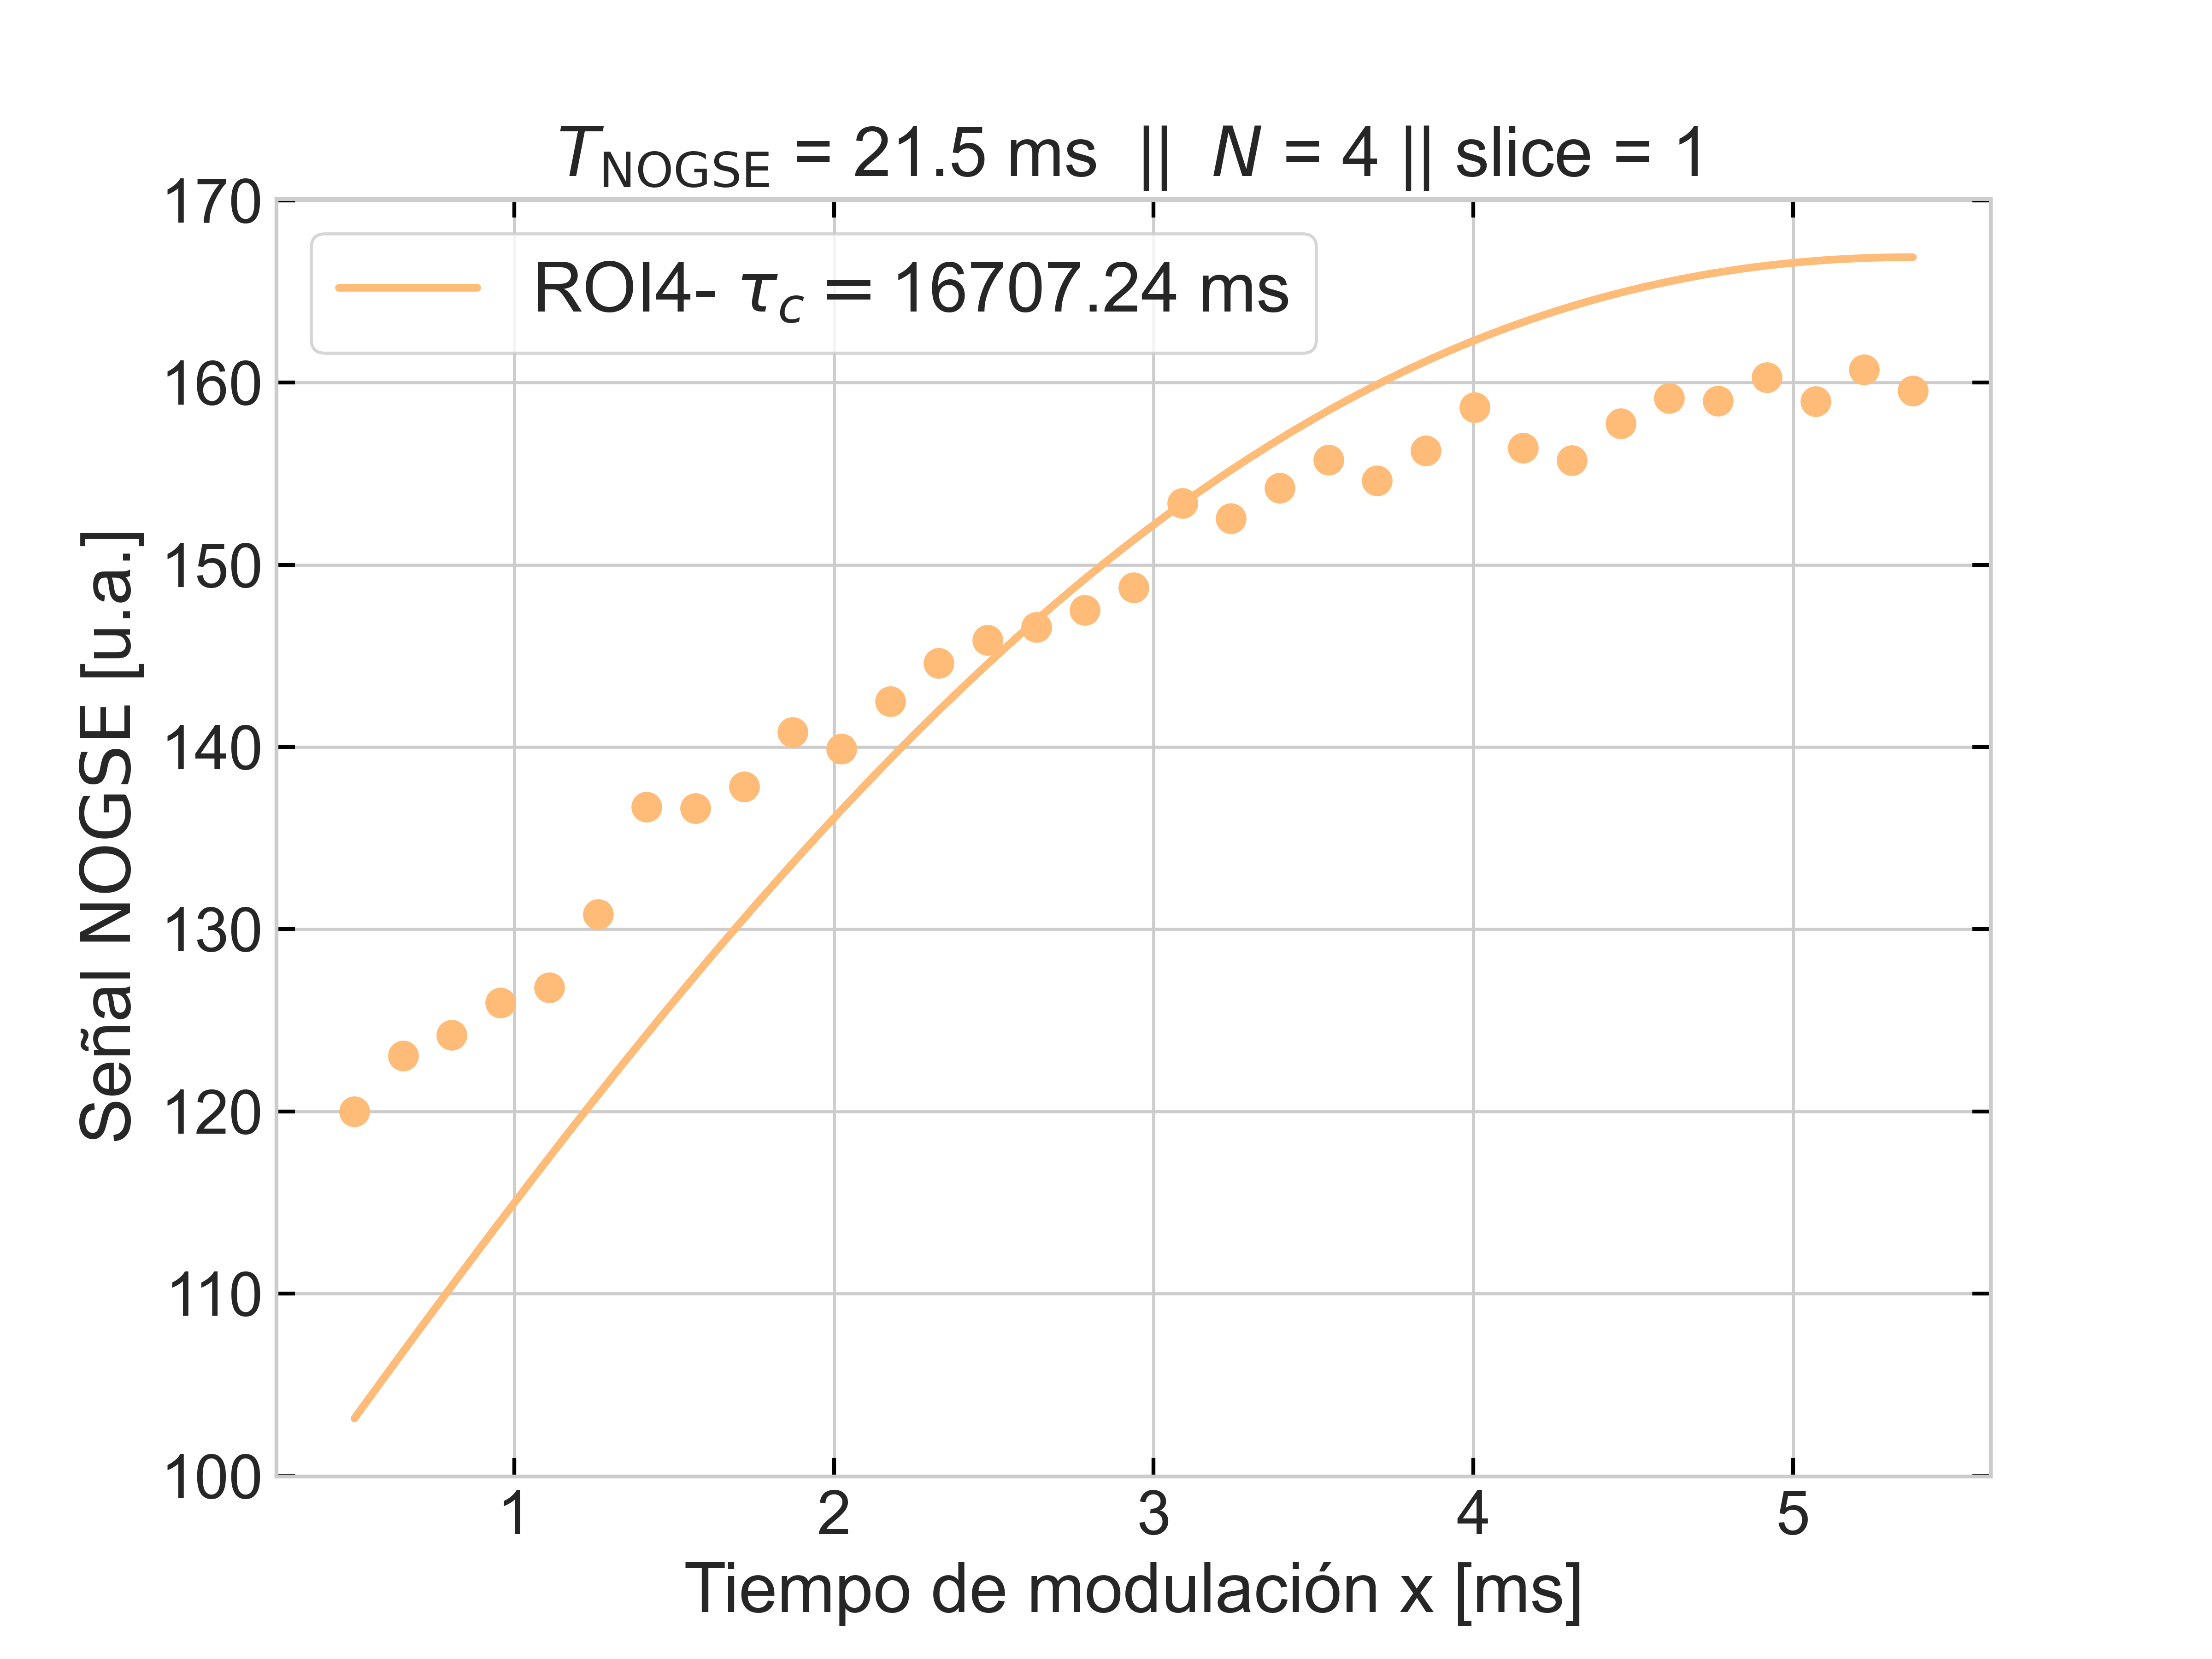 T_NOGSE = 21.5 ms || N = 4 || slice = 1
170
160
150
140
130
120
110
100
ROI4- τ_c = 16707.24 ms
Señal NOGSE [u.a.]
1 2 3 4 5
Tiempo de modulación x [ms]